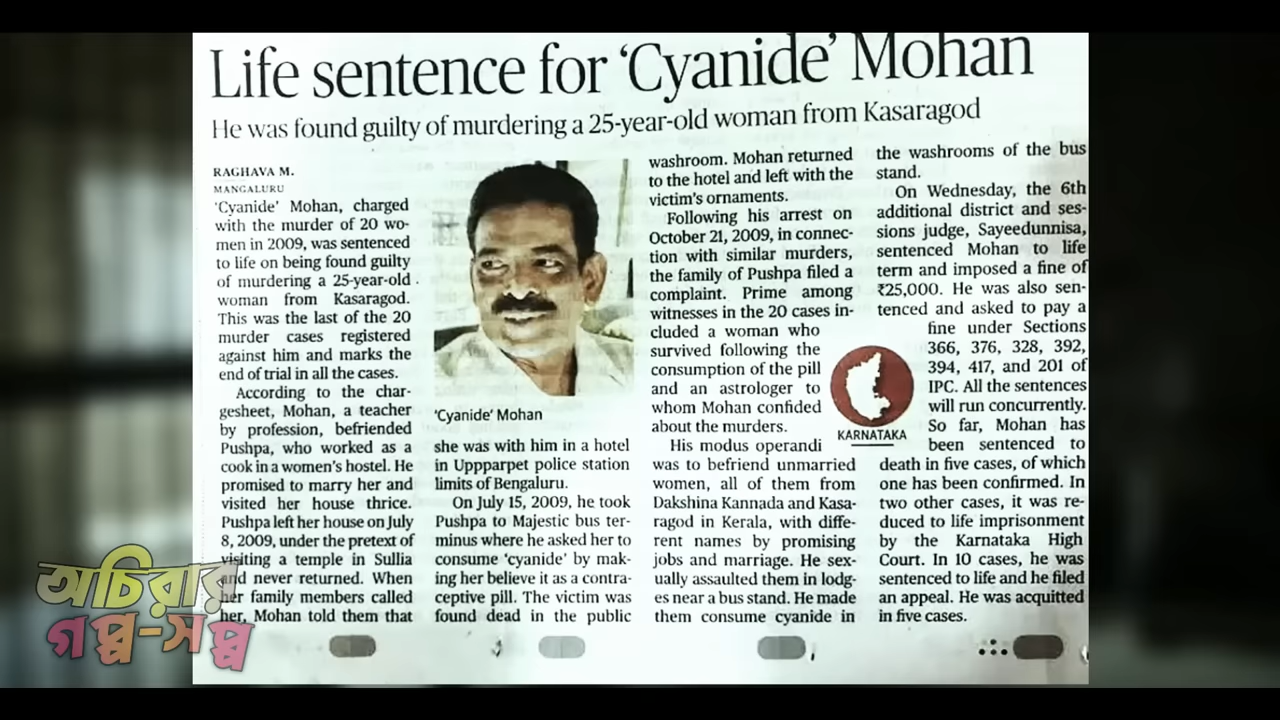 Life sentence for ‘Cyanide’ Mohan
He was found guilty of murdering a 25-year-old woman from Kasaragod
RAGHAVA M.
MANGALURU
‘Cyanide’ Mohan, charged
with the murder of 20 wo-
men in 2009, was sentenced
to life on being found guilty
of murdering a 25-year-old
woman from Kasaragod.
This was the last of the 20
murder cases registered
against him and marks the
end of trial in all the cases.
According to the char-
gesheet, Mohan, a teacher
by profession, befriended
Pushpa, who worked as a
cook in a women's hostel. He
promised to marry her and
visited her house thrice.
Pushpa left her house on July
8, 2009, under the pretext of
visiting a temple in Sullia
and never returned. When
her family members called
her, Mohan told them that
‘Cyanide’ Mohan
she was with him in a hotel
in Uppparpet police station
limits of Bengaluru.
On July 15, 2009, he took
Pushpa to Majestic bus ter-
minus where he asked her to
consume ‘cyanide’ by mak-
ing her believe it as a contra-
ceptive pill. The victim was
found dead in the public
washroom. Mohan returned
to the hotel and left with the
victim's ornaments.
Following his arrest on
October 21, 2009, in connec-
tion with similar murders,
the family of Pushpa filed a
complaint. Prime among
witnesses in the 20 cases in-
cluded a woman who
survived following the
consumption of the pill
and an astrologer to
whom Mohan confided
about the murders.
His modus operandi
was to befriend unmarried
women, all of them from
Dakshina Kannada and Kasa-
ragod in Kerala, with diffe-
rent names by promising
jobs and marriage. He sex-
ually assaulted them in lodg-
es near a bus stand. He made
them consume cyanide in
the washrooms of the bus
stand.
On Wednesday, the 6th
additional district and ses-
sions judge, Sayeedunnisa,
sentenced Mohan to life
term and imposed a fine of
₹25,000. He was also sen-
tenced and asked to pay a
fine under Sections
366, 376, 328, 392,
394, 417, and 201 of
IPC. All the sentences
will run concurrently.
So far, Mohan has
been sentenced to
death in five cases, of which
one has been confirmed. In
two other cases, it was re-
duced to life imprisonment
by the Karnataka High
Court. In 10 cases, he was
sentenced to life and he filed
an appeal. He was acquitted
in five cases.
KARNATAKA
অচিরার
গল্প-সল্প